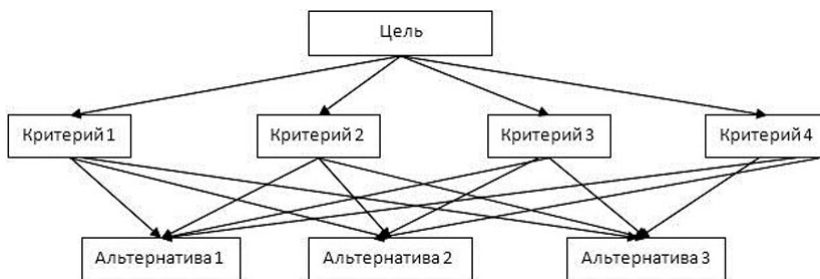 Цель
Критерий 1
Критерий 2
Критерий 3
Критерий 4
Альтернатива 1
Альтернатива 2
Альтернатива 3